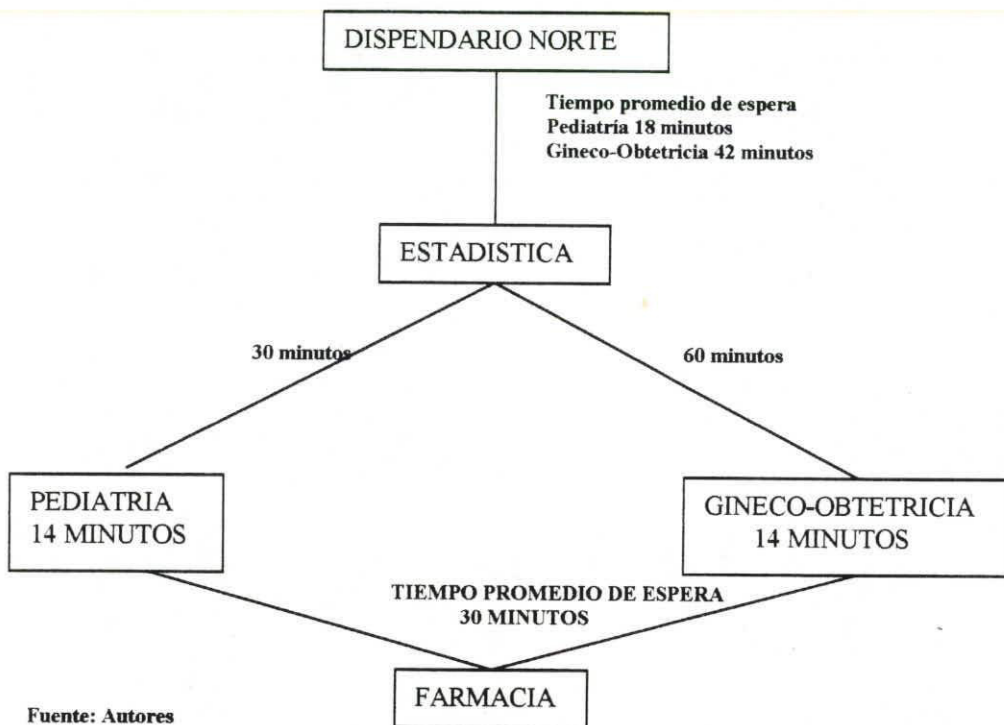 DISPENDARIO NORTE
Tiempo promedio de espera
Pediatría 18 minutos
Gineco-Obtetricia 42 minutos
ESTADISTICA
30 minutos
60 minutos
PEDIATRIA
14 MINUTOS
GINECO-OBTETRICIA
14 MINUTOS
TIEMPO PROMEDIO DE ESPERA
30 MINUTOS
FARMACIA
Fuente: Autores